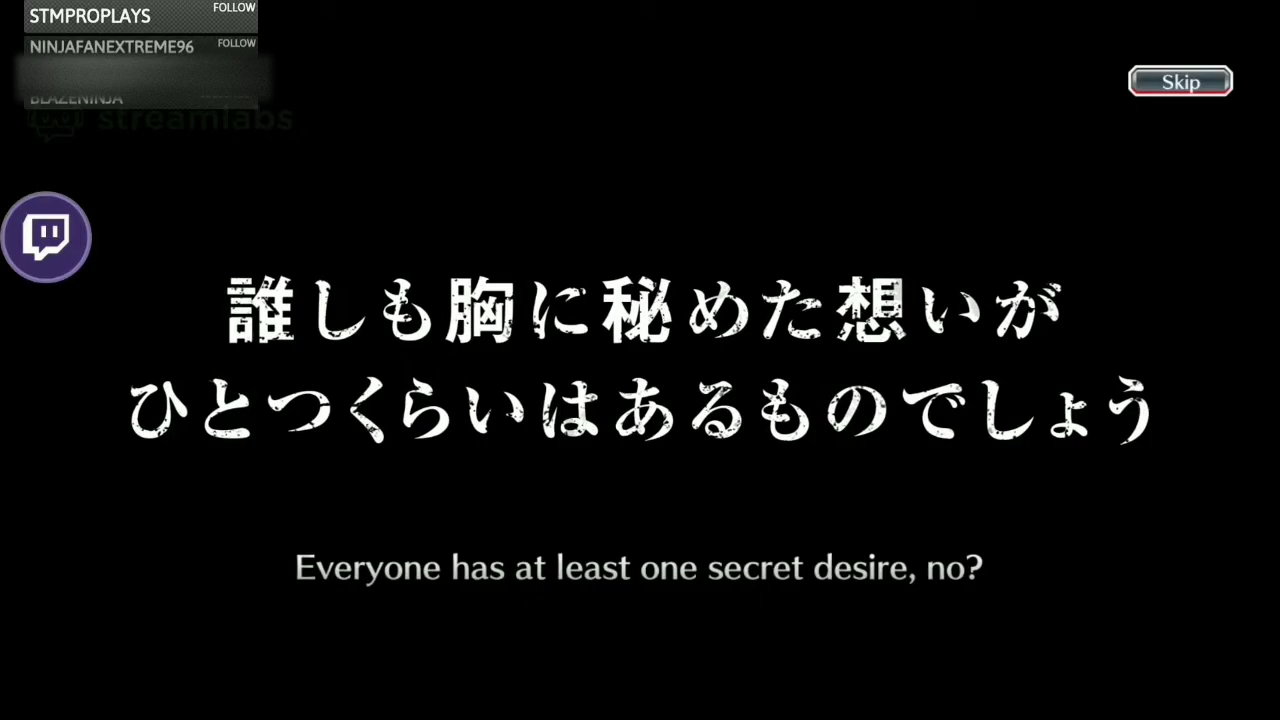 STMPROPLAYS FOLLOW
NINJAFANEXTREME96 FOLLOW
BLAZENINJA
streamlabs
Skip
誰しも胸に秘めた想いが
ひとつくらいはあるものでしょう
Everyone has at least one secret desire, no?